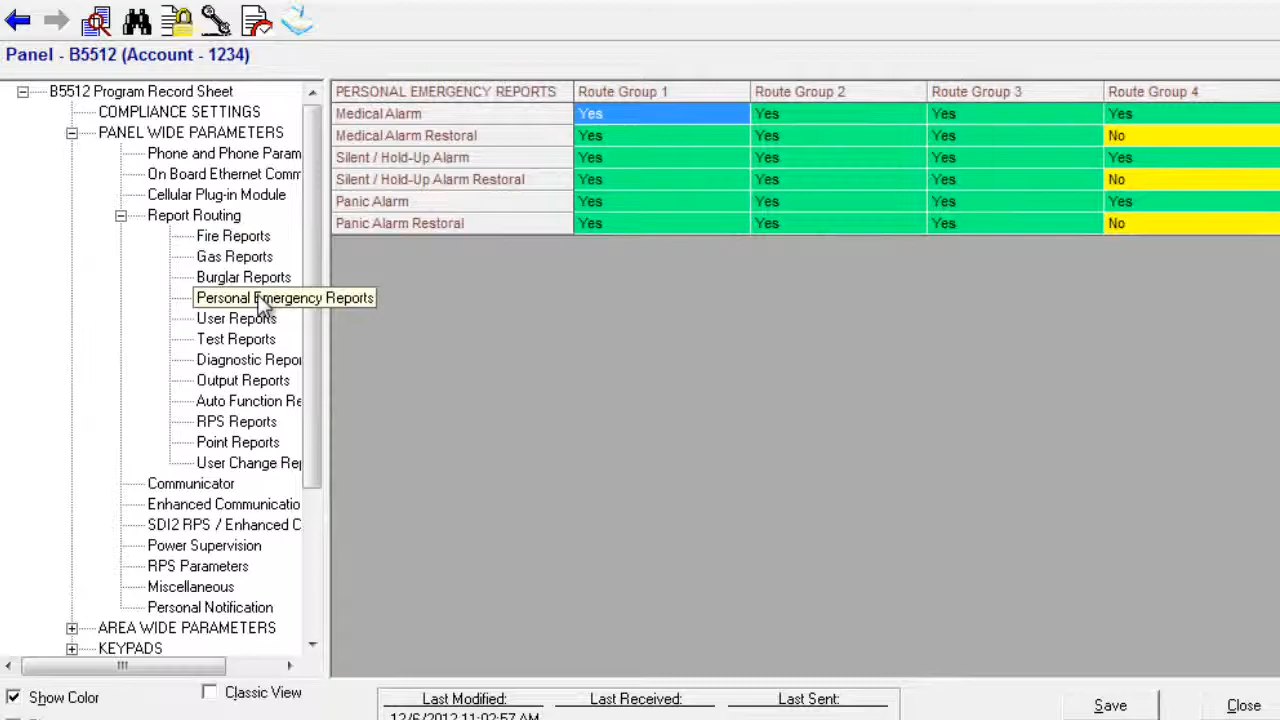 Panel - B5512 (Account - 1234)
B5512 Program Record Sheet
COMPLIANCE SETTINGS
PANEL WIDE PARAMETERS
Phone and Phone Param
On Board Ethernet Comm
Cellular Plug-in Module
Report Routing
Fire Reports
Gas Reports
Burglar Reports
Personal Emergency Reports
User Reports
Test Reports
Diagnostic Repor
Output Reports
Auto Function Re
RPS Reports
Point Reports
User Change Rep
Communicator
Enhanced Communicatio
SDI2 RPS / Enhanced C
Power Supervision
RPS Parameters
Miscellaneous
Personal Notification
AREA WIDE PARAMETERS
KEYPADS
PERSONAL EMERGENCY REPORTS Route Group 1 Route Group 2 Route Group 3 Route Group 4
Medical Alarm Yes Yes Yes Yes
Medical Alarm Restoral Yes Yes Yes No
Silent / Hold-Up Alarm Yes Yes Yes Yes
Silent / Hold-Up Alarm Restoral Yes Yes Yes No
Panic Alarm Yes Yes Yes Yes
Panic Alarm Restoral Yes Yes Yes No
Show Color Classic View
Last Modified: Last Received: Last Sent:
12/6/2012 11:02:57 AM
Save Close